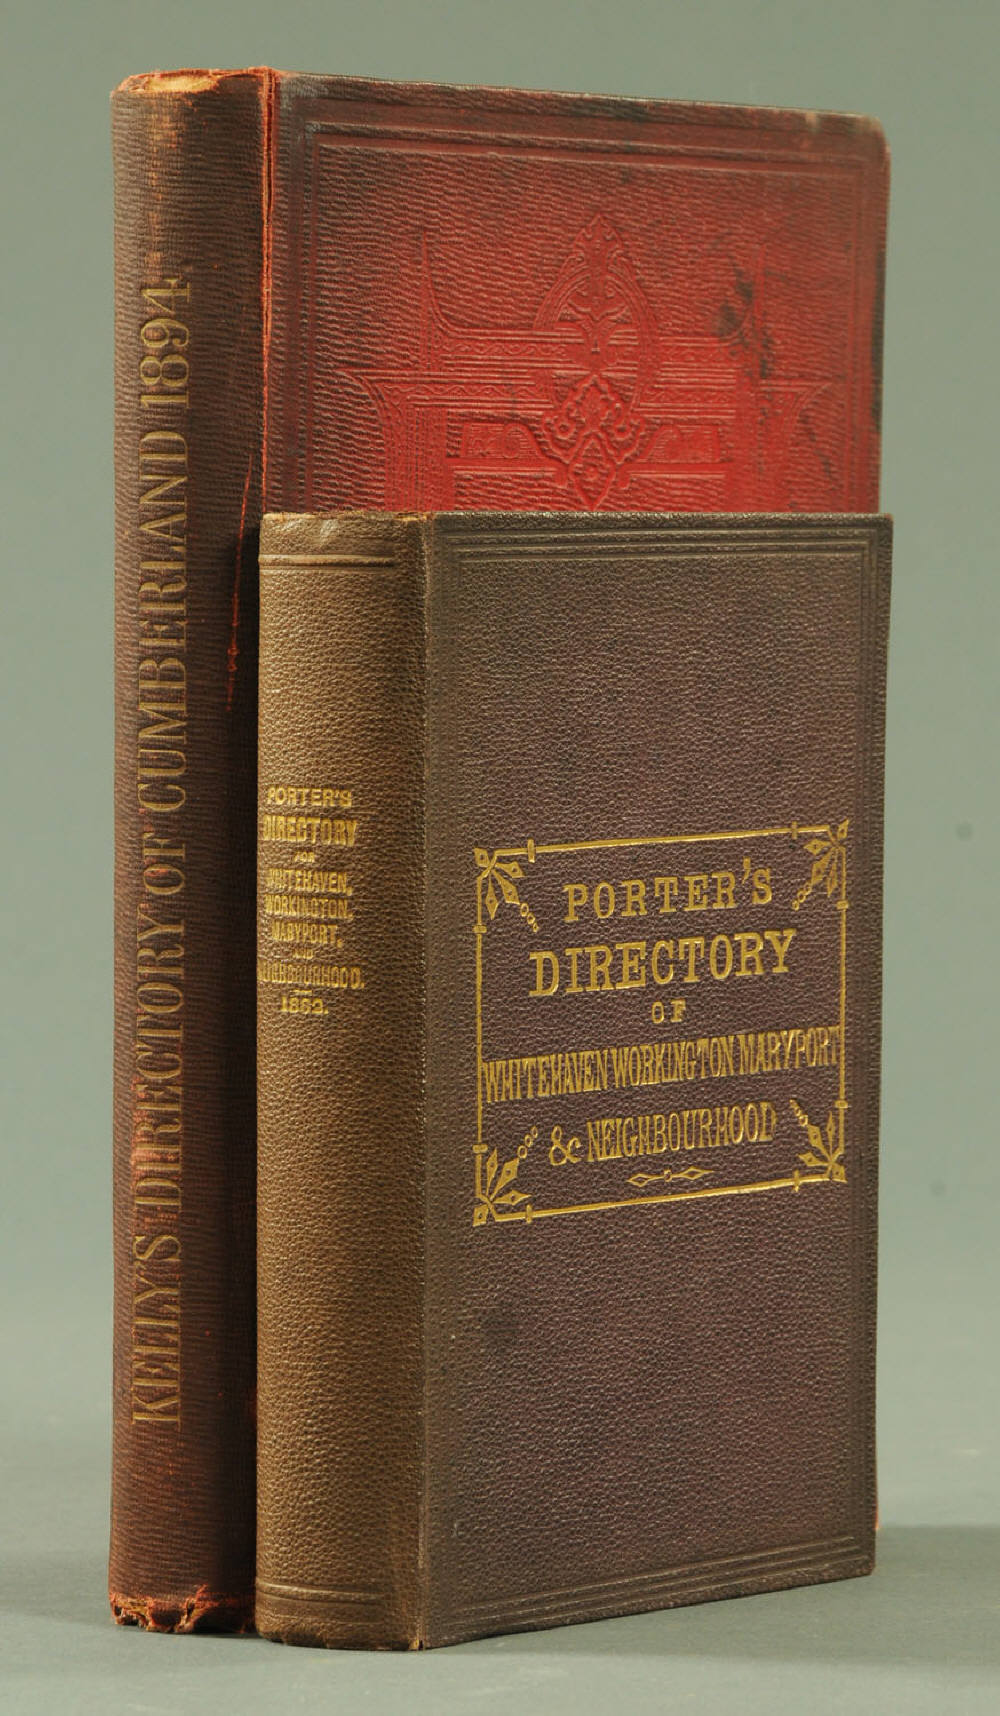 KELLY'S DIRECTORY OF CUMBERLAND 1894
PORTER'S
DIRECTORY
FOR
WHITEHAVEN,
WORKINGTON,
MARYPORT,
AND
NEIGHBOURHOOD.
1882.
PORTER'S
DIRECTORY
OF
WHITEHAVEN WORKINGTON MARYPORT
& NEIGHBOURHOOD